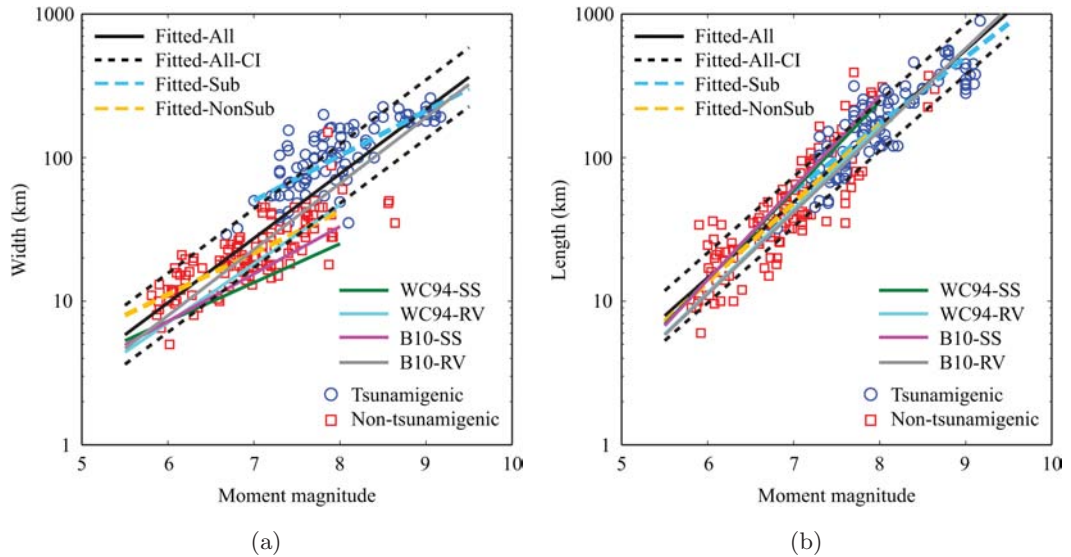 1000
100
10
1
Width (km)
Fitted-All
Fitted-All-CI
Fitted-Sub
Fitted-NonSub
WC94-SS
WC94-RV
B10-SS
B10-RV
Tsunamigenic
Non-tsunamigenic
5 6 7 8 9 10
Moment magnitude
(a)
1000
100
10
1
Length (km)
Fitted-All
Fitted-All-CI
Fitted-Sub
Fitted-NonSub
WC94-SS
WC94-RV
B10-SS
B10-RV
Tsunamigenic
Non-tsunamigenic
5 6 7 8 9 10
Moment magnitude
(b)